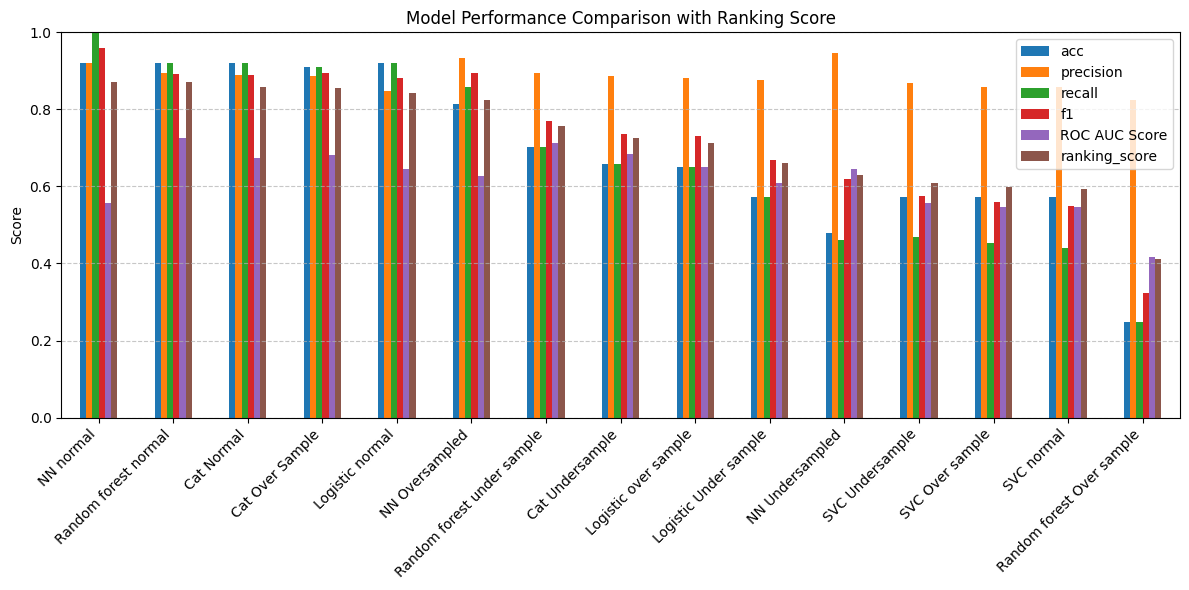 Model Performance Comparison with Ranking Score
1.0
0.8
0.6
0.4
0.2
0.0
Score
acc
precision
recall
f1
ROC AUC Score
ranking_score
NN normal
Random forest normal
Cat Normal
Cat Over Sample
Logistic normal
NN Oversampled
Random forest under sample
Cat Undersample
Logistic over sample
Logistic Under sample
NN Undersampled
SVC Undersample
SVC Over sample
SVC normal
Random forest Over sample